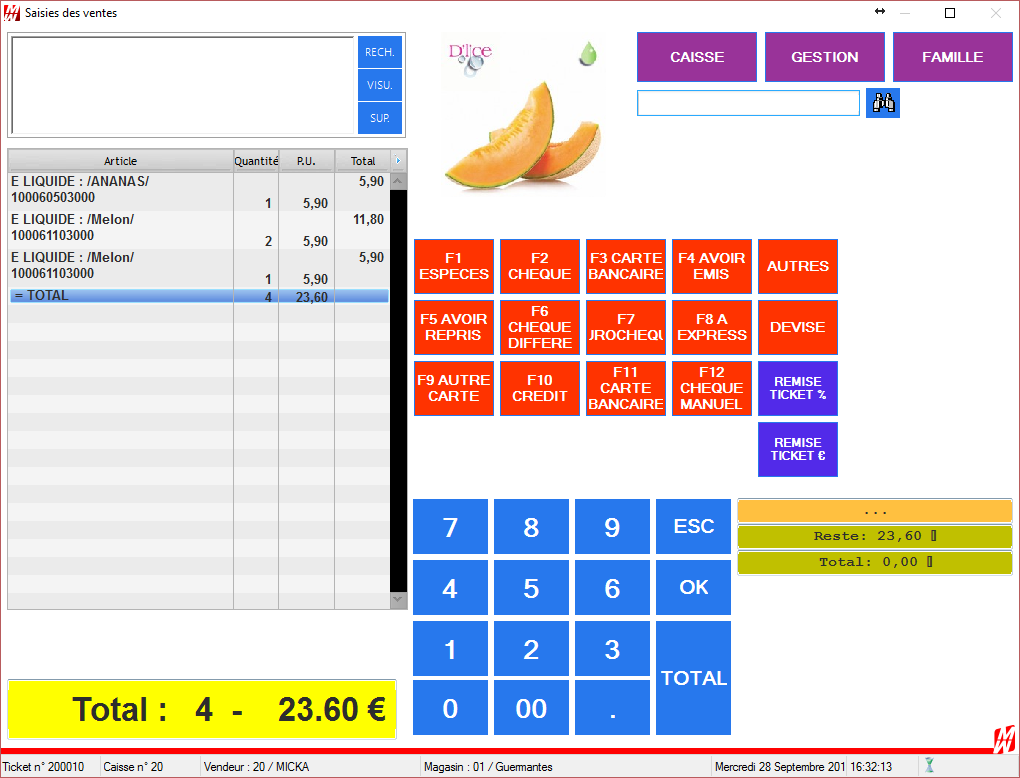 Saisies des ventes
RECH.
VISU.
SUP.
D'lice
CAISSE GESTION FAMILLE
Article Quantité P.U. Total
E LIQUIDE : /ANANAS/ 5,90
100060503000 1 5,90
E LIQUIDE : /Melon/ 11,80
100061103000 2 5,90
E LIQUIDE : /Melon/ 5,90
100061103000 1 5,90
= TOTAL 4 23,60
F1
ESPECES
F2
CHEQUE
F3 CARTE
BANCAIRE
F4 AVOIR
EMIS
AUTRES
F5 AVOIR
REPRIS
F6
CHEQUE
DIFFERE
F7
JROCHEQU
F8 A
EXPRESS
DEVISE
F9 AUTRE
CARTE
F10
CREDIT
F11
CARTE
BANCAIRE
F12
CHEQUE
MANUEL
REMISE
TICKET %
REMISE
TICKET €
7 8 9 ESC
4 5 6 OK
1 2 3 TOTAL
0 00 .
...
Reste: 23,60 ▯
Total: 0,00 ▯
Total : 4 - 23.60 €
MW
Ticket n° 200010 Caisse n° 20 Vendeur : 20 / MICKA Magasin : 01 / Guermantes Mercredi 28 Septembre 201 16:32:13